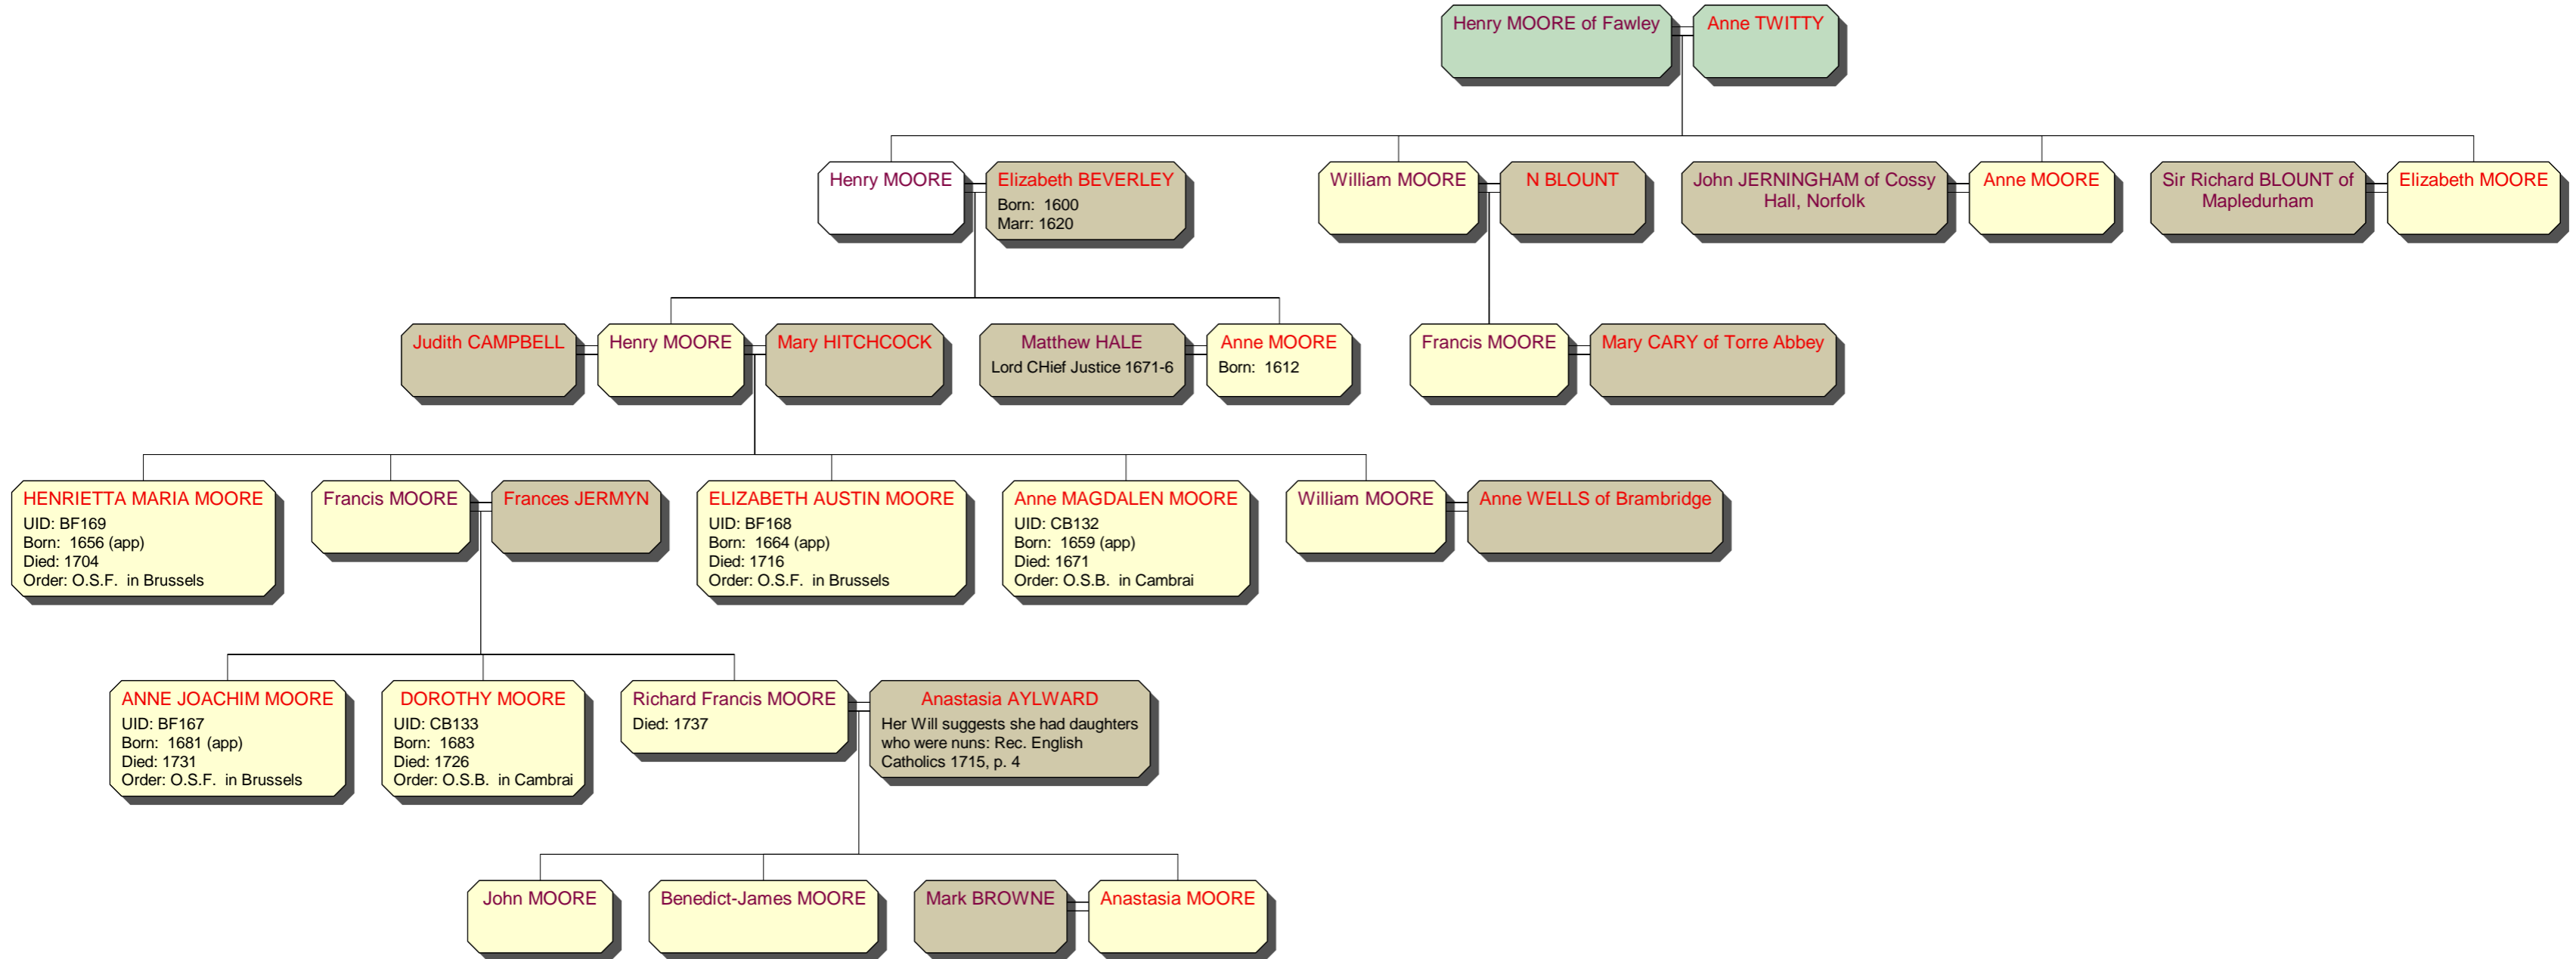 Henry MOORE of Fawley
Anne TWITTY
Henry MOORE
Elizabeth BEVERLEY
Born:  1600
Marr: 1620
William MOORE
N BLOUNT
John JERNINGHAM of Cossy
Hall, Norfolk
Anne MOORE
Sir Richard BLOUNT of
Mapledurham
Elizabeth MOORE
Judith CAMPBELL
Henry MOORE
Mary HITCHCOCK
Matthew HALE
Lord CHief Justice 1671-6
Anne MOORE
Born:  1612
Francis MOORE
Mary CARY of Torre Abbey
HENRIETTA MARIA MOORE
UID: BF169
Born:  1656 (app)
Died: 1704
Order: O.S.F.  in Brussels
Francis MOORE
Frances JERMYN
ELIZABETH AUSTIN MOORE
UID: BF168
Born:  1664 (app)
Died: 1716
Order: O.S.F.  in Brussels
Anne MAGDALEN MOORE
UID: CB132
Born:  1659 (app)
Died: 1671
Order: O.S.B.  in Cambrai
William MOORE
Anne WELLS of Brambridge
ANNE JOACHIM MOORE
UID: BF167
Born:  1681 (app)
Died: 1731
Order: O.S.F.  in Brussels
DOROTHY MOORE
UID: CB133
Born:  1683
Died: 1726
Order: O.S.B.  in Cambrai
Richard Francis MOORE
Died: 1737
Anastasia AYLWARD
Her Will suggests she had daughters
who were nuns: Rec. English
Catholics 1715, p. 4
John MOORE
Benedict-James MOORE
Mark BROWNE
Anastasia MOORE